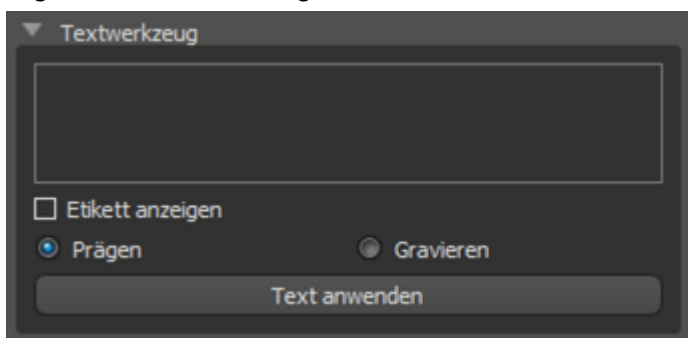 Textwerkzeug
Etikett anzeigen
Prägen Gravieren
Text anwenden